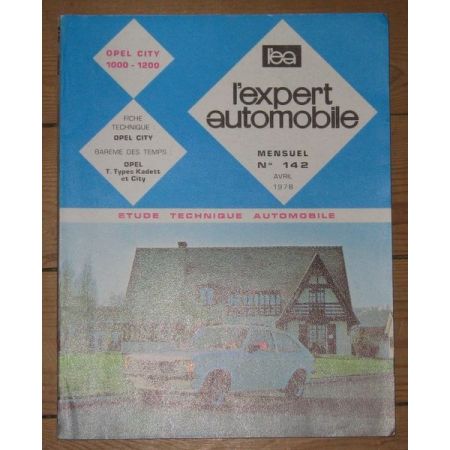 OPEL CITY
1000 - 1200
l'ea
l'expert
automobile
FICHE
TECHNIQUE
OPEL CITY
BAREME DES TEMPS :
OPEL
T. Types Kadett
et City
MENSUEL
N° 142
AVRIL
1978
ETUDE TECHNIQUE AUTOMOBILE